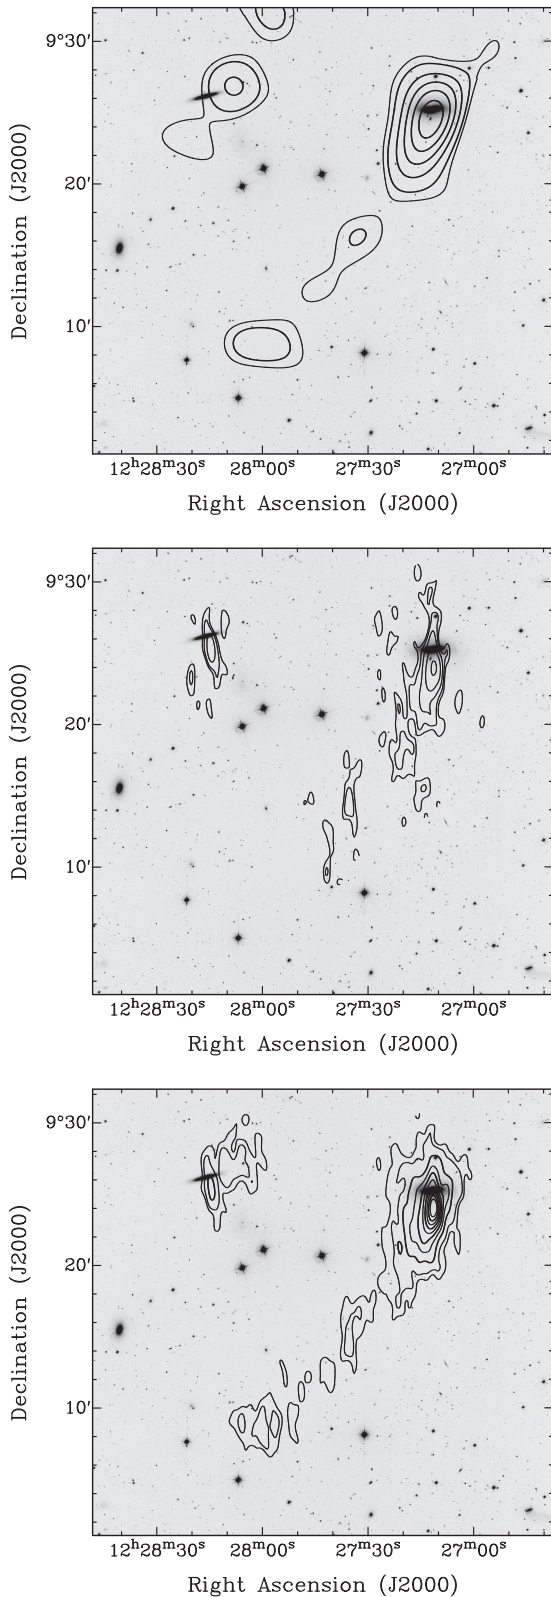 9°30′
20′
10′
Declination (J2000)
12ʰ28ᵐ30ˢ 28ᵐ00ˢ 27ᵐ30ˢ 27ᵐ00ˢ
Right Ascension (J2000)
9°30′
20′
10′
Declination (J2000)
12ʰ28ᵐ30ˢ 28ᵐ00ˢ 27ᵐ30ˢ 27ᵐ00ˢ
Right Ascension (J2000)
9°30′
20′
10′
Declination (J2000)
12ʰ28ᵐ30ˢ 28ᵐ00ˢ 27ᵐ30ˢ 27ᵐ00ˢ
Right Ascension (J2000)